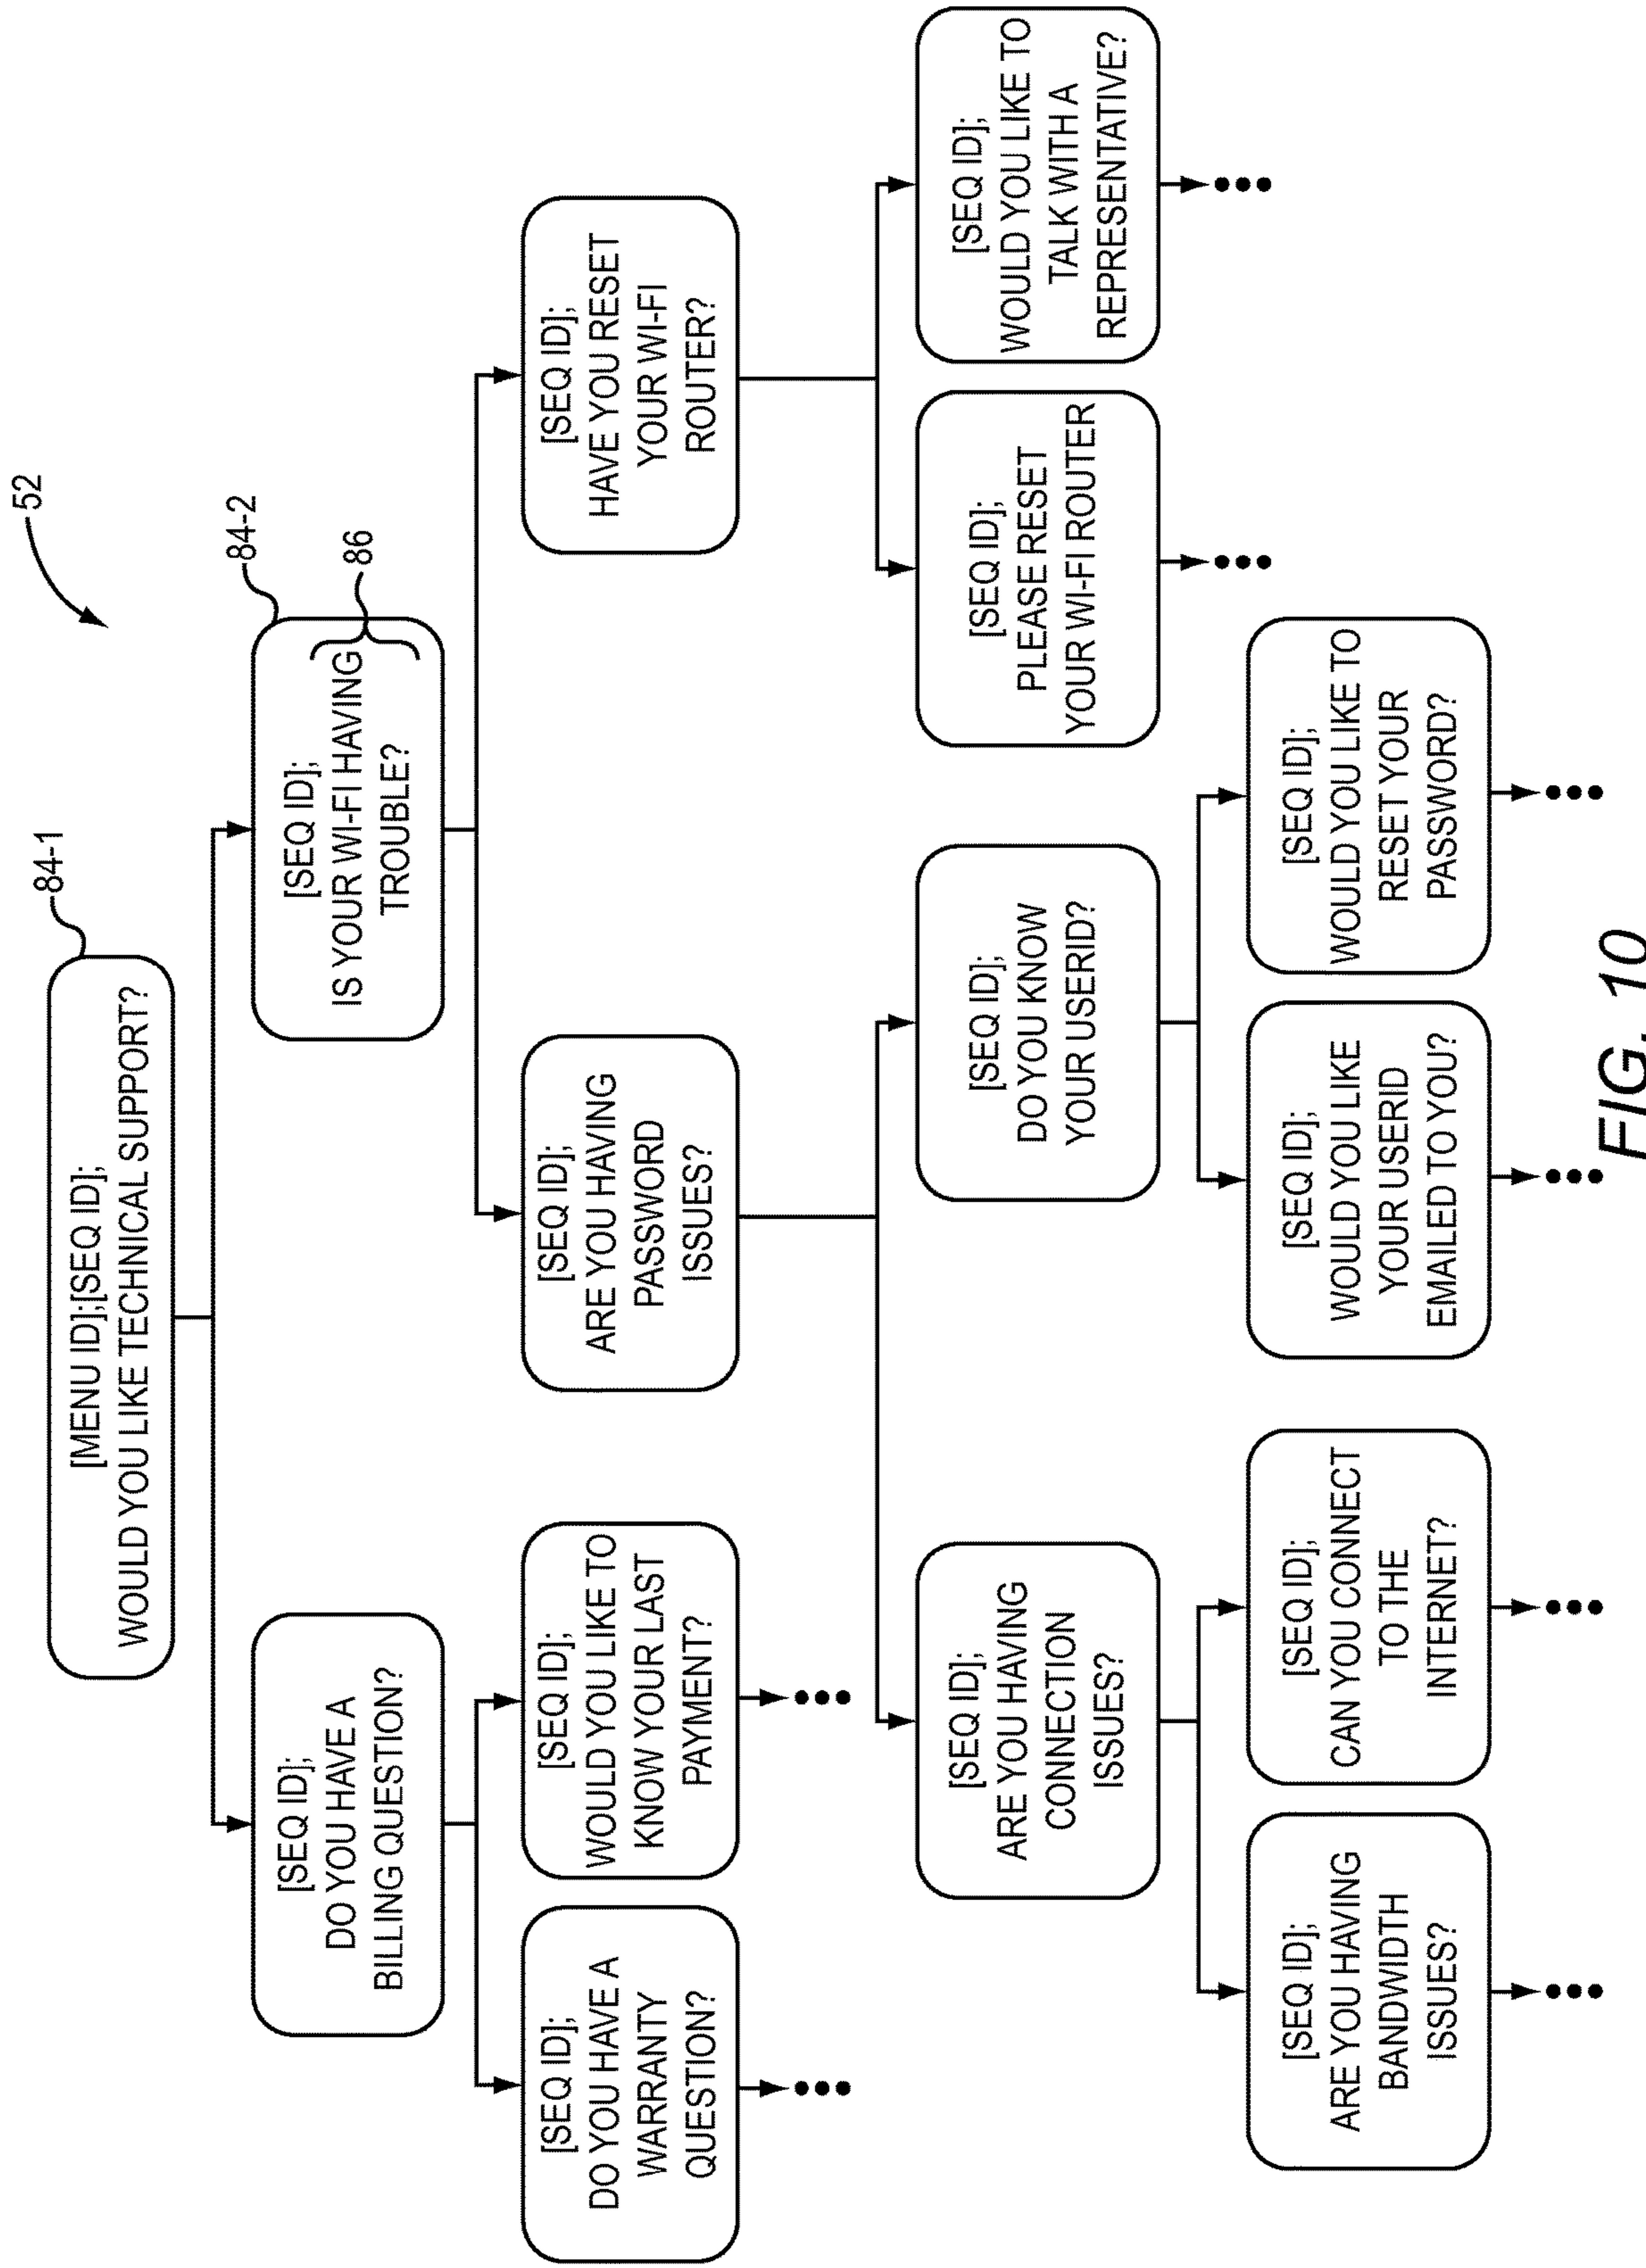 52
[MENU ID];[SEQ ID];
WOULD YOU LIKE TECHNICAL SUPPORT?
84-1
[SEQ ID];
DO YOU HAVE A
BILLING QUESTION?
[SEQ ID];
IS YOUR WI-FI HAVING
TROUBLE?
84-2
86
[SEQ ID];
DO YOU HAVE A
WARRANTY
QUESTION?
[SEQ ID];
WOULD YOU LIKE TO
KNOW YOUR LAST
PAYMENT?
[SEQ ID];
ARE YOU HAVING
PASSWORD
ISSUES?
[SEQ ID];
HAVE YOU RESET
YOUR WI-FI
ROUTER?
[SEQ ID];
ARE YOU HAVING
CONNECTION
ISSUES?
[SEQ ID];
DO YOU KNOW
YOUR USERID?
[SEQ ID];
PLEASE RESET
YOUR WI-FI ROUTER
[SEQ ID];
WOULD YOU LIKE TO
TALK WITH A
REPRESENTATIVE?
[SEQ ID];
ARE YOU HAVING
BANDWIDTH
ISSUES?
[SEQ ID];
CAN YOU CONNECT
TO THE
INTERNET?
[SEQ ID];
WOULD YOU LIKE
YOUR USERID
EMAILED TO YOU?
[SEQ ID];
WOULD YOU LIKE TO
RESET YOUR
PASSWORD?
FIG. 10